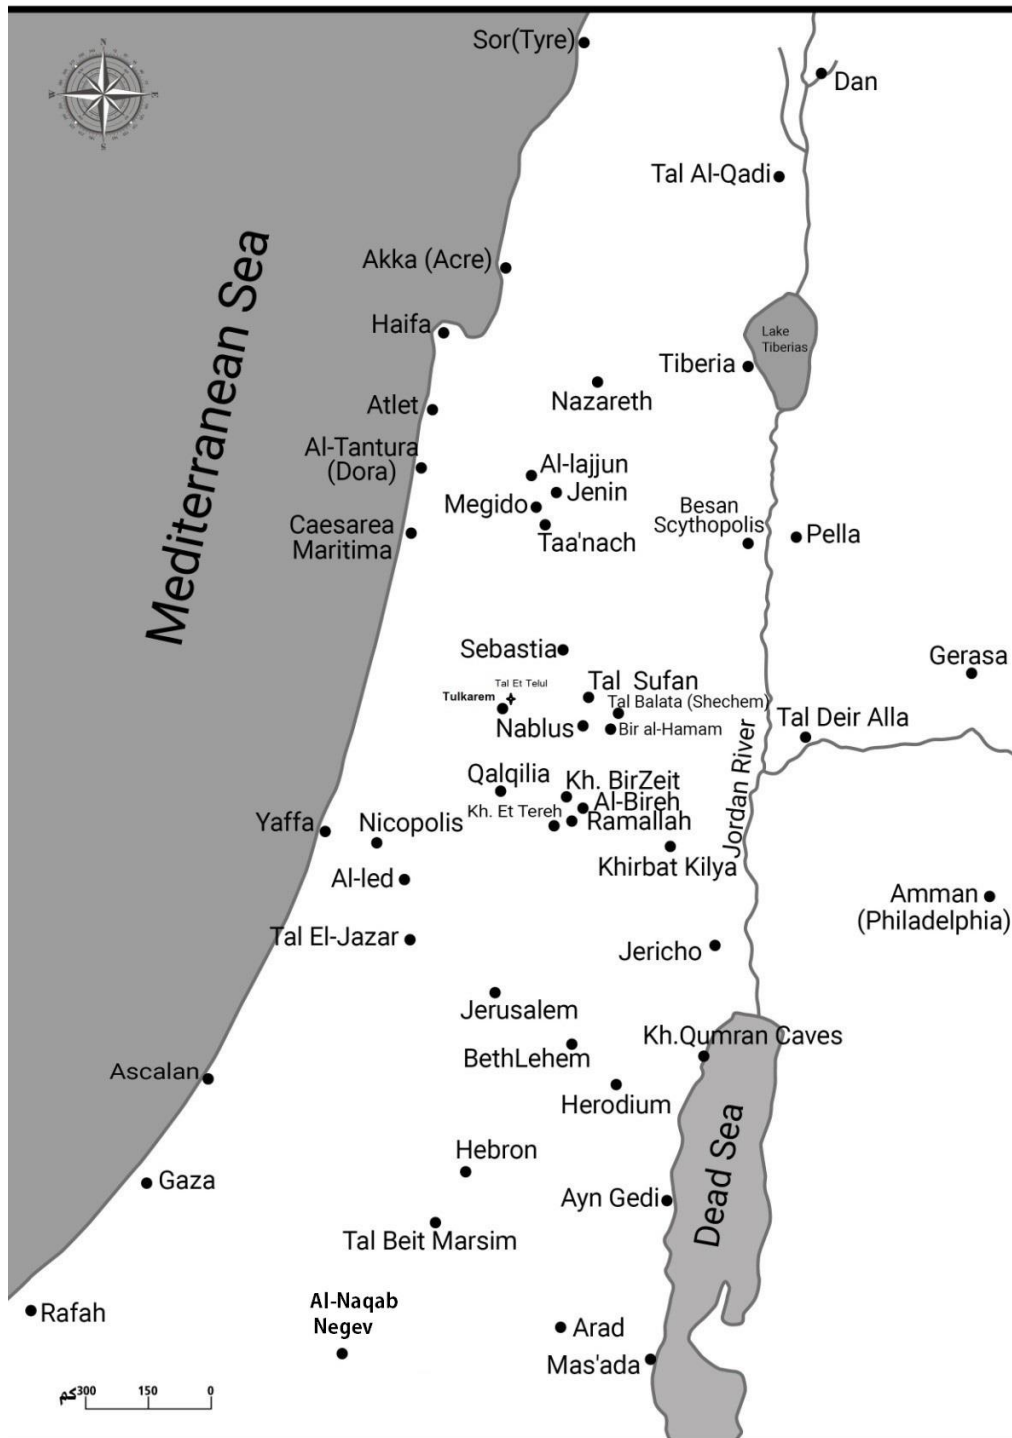 Sor(Tyre)
N
W
E
S
Dan
Tal Al-Qadi
Mediterranean Sea
Akka (Acre)
Haifa
Lake
Tiberias
Tiberia
Nazareth
Atlet
Al-Tantura
(Dora)
Al-lajjun
Jenin
Megido
Taa'nach
Besan
Scythopolis
Pella
Caesarea
Maritima
Sebastia
Gerasa
Tal Et Telul
Tulkarem
Tal Sufan
Tal Balata (Shechem)
Nablus
Bir al-Hamam
Tal Deir Alla
Jordan River
Qalqilia
Kh. BirZeit
Al-Bireh
Kh. Et Tereh
Ramallah
Yaffa
Nicopolis
Khirbat Kilya
Al-led
Amman
(Philadelphia)
Tal El-Jazar
Jericho
Jerusalem
Kh.Qumran Caves
BethLehem
Ascalan
Herodium
Dead Sea
Hebron
Gaza
Ayn Gedi
Tal Beit Marsim
Al-Naqab
Negev
Rafah
Arad
Mas'ada
كم 300 150 0